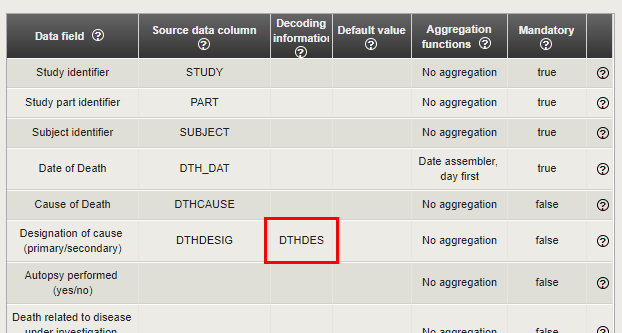 Data field ? Source data column ? Decoding information ? Default value ? Aggregation functions ? Mandatory ?
Study identifier STUDY No aggregation true ?
Study part identifier PART No aggregation true ?
Subject identifier SUBJECT No aggregation true ?
Date of Death DTH_DAT Date assembler, day first true ?
Cause of Death DTHCAUSE No aggregation false ?
Designation of cause (primary/secondary) DTHDESIG DTHDES No aggregation false ?
Autopsy performed (yes/no) No aggregation false ?
Death related to disease under investigation No aggregation false ?